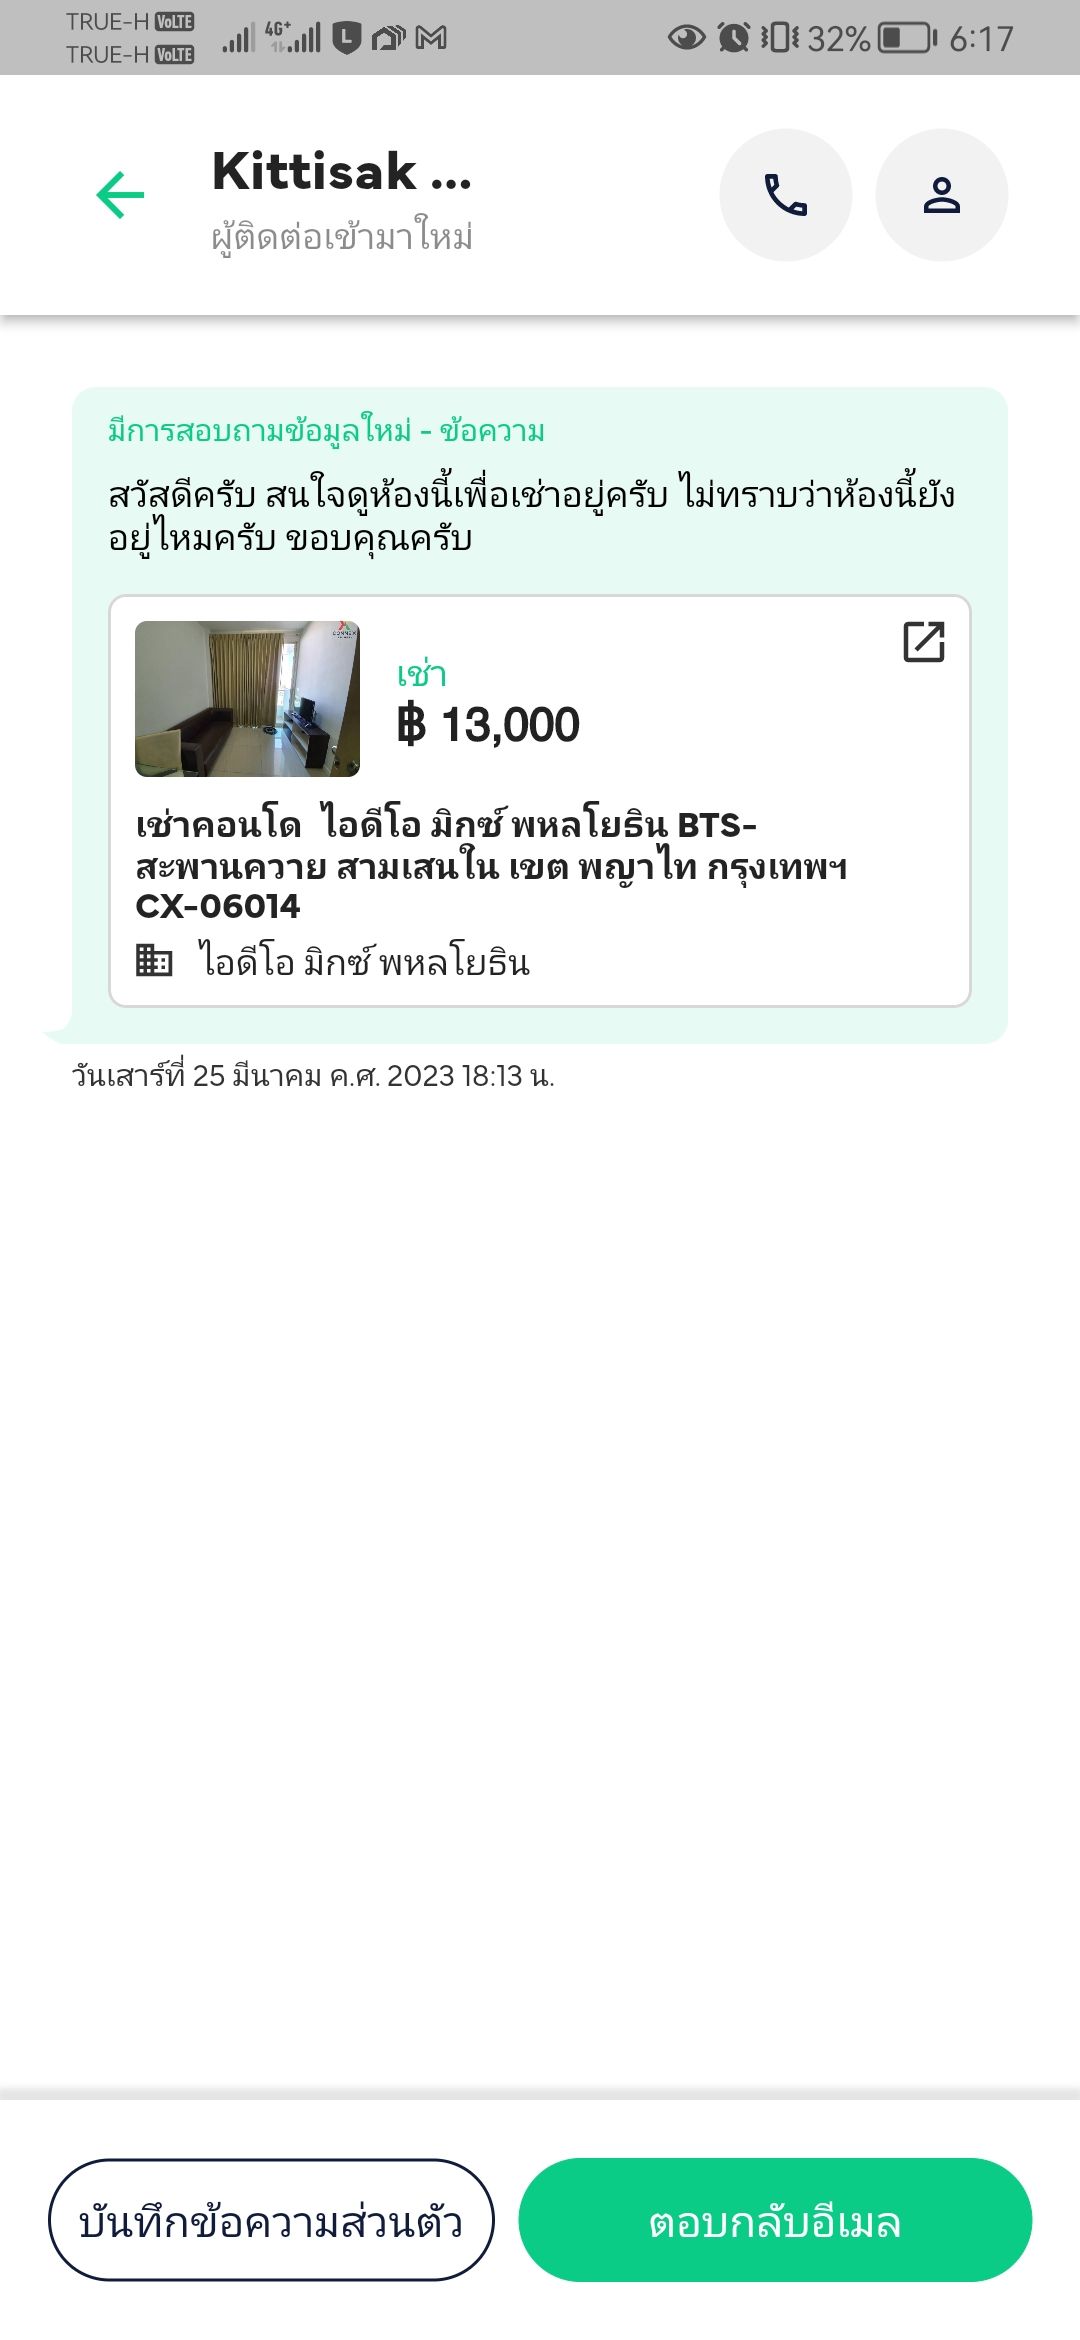 TRUE-H VoLTE
TRUE-H VoLTE
4G+
L
32%
6:17
Kittisak ...
ผู้ติดต่อเข้ามาใหม่
มีการสอบถามข้อมูลใหม่ - ข้อความ
สวัสดีครับ สนใจดูห้องนี้เพื่อเช่าอยู่ครับ ไม่ทราบว่าห้องนี้ยัง
อยู่ไหมครับ ขอบคุณครับ
เช่า
฿ 13,000
เช่าคอนโด ไอดีโอ มิกซ์ พหลโยธิน BTS-
สะพานควาย สามเสนใน เขต พญาไท กรุงเทพฯ
CX-06014
ไอดีโอ มิกซ์ พหลโยธิน
วันเสาร์ที่ 25 มีนาคม ค.ศ. 2023 18:13 น.
บันทึกข้อความส่วนตัว
ตอบกลับอีเมล